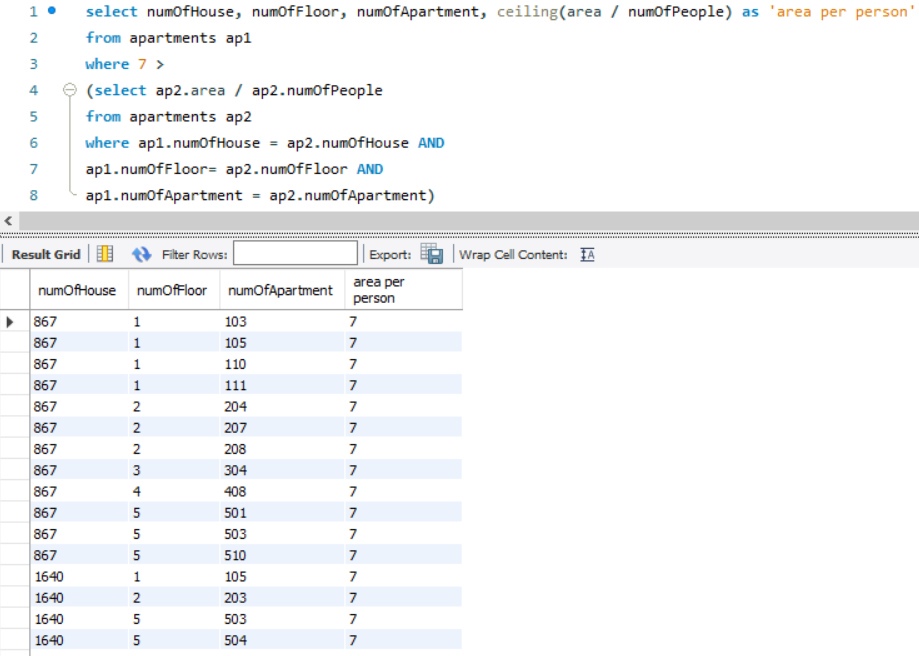 1 select numOfHouse, numOfFloor, numOfApartment, ceiling(area / numOfPeople) as 'area per person'
2 from apartments ap1
3 where 7 >
4 (select ap2.area / ap2.numOfPeople
5 from apartments ap2
6 where ap1.numOfHouse = ap2.numOfHouse AND
7 ap1.numOfFloor= ap2.numOfFloor AND
8 ap1.numOfApartment = ap2.numOfApartment)
Result Grid Filter Rows: Export: Wrap Cell Content: IA
numOfHouse numOfFloor numOfApartment area per
person
867 1 103 7
867 1 105 7
867 1 110 7
867 1 111 7
867 2 204 7
867 2 207 7
867 2 208 7
867 3 304 7
867 4 408 7
867 5 501 7
867 5 503 7
867 5 510 7
1640 1 105 7
1640 2 203 7
1640 5 503 7
1640 5 504 7